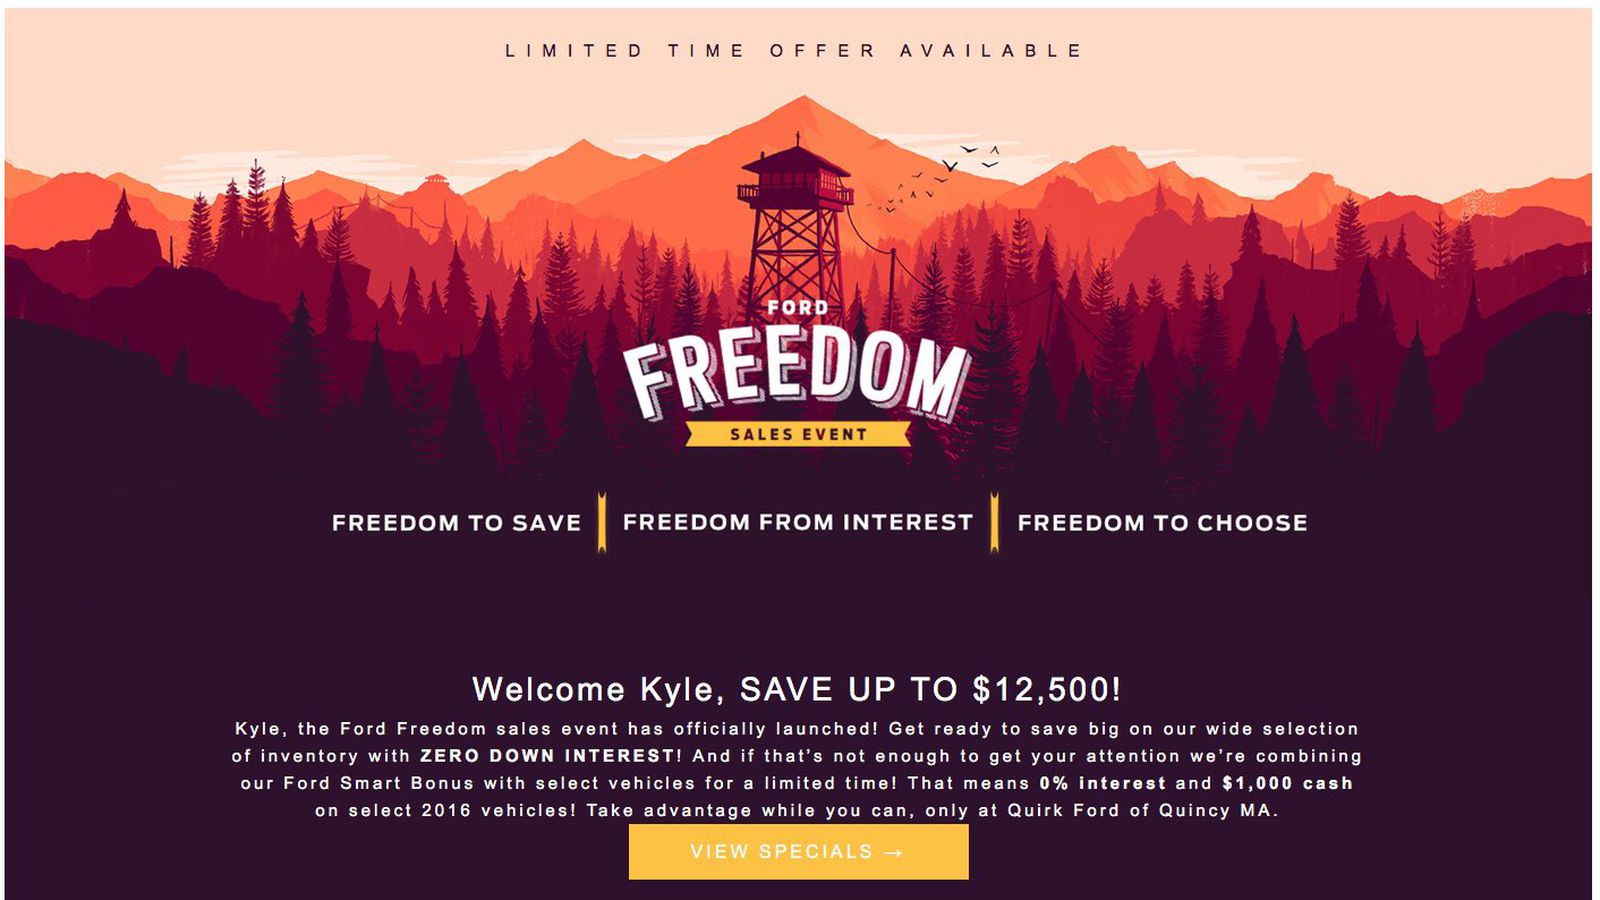 LIMITED TIME OFFER AVAILABLE
FORD
FREEDOM
SALES EVENT
FREEDOM TO SAVE
FREEDOM FROM INTEREST
FREEDOM TO CHOOSE
Welcome Kyle, SAVE UP TO $12,500!
Kyle, the Ford Freedom sales event has officially launched! Get ready to save big on our wide selection
of inventory with ZERO DOWN INTEREST! And if that’s not enough to get your attention we’re combining
our Ford Smart Bonus with select vehicles for a limited time! That means 0% interest and $1,000 cash
on select 2016 vehicles! Take advantage while you can, only at Quirk Ford of Quincy MA.
VIEW SPECIALS →